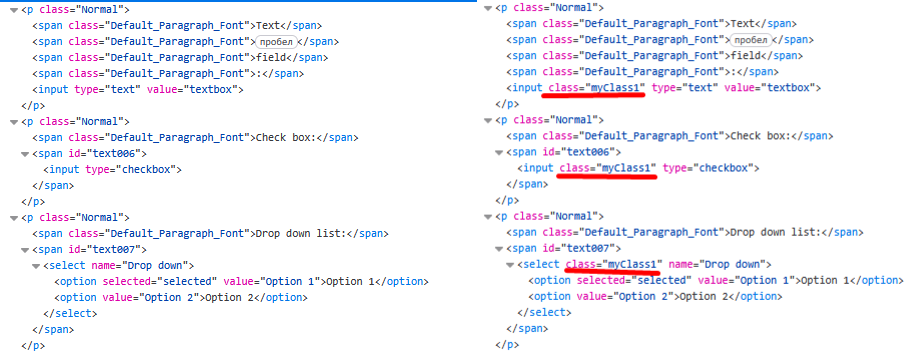 <p class="Normal">
<span class="Default_Paragraph_Font">Text</span>
<span class="Default_Paragraph_Font">пробел</span>
<span class="Default_Paragraph_Font">field</span>
<span class="Default_Paragraph_Font">:</span>
<input type="text" value="textbox">
</p>
<p class="Normal">
<span class="Default_Paragraph_Font">Check box:</span>
<span id="text006">
<input type="checkbox">
</span>
</p>
<p class="Normal">
<span class="Default_Paragraph_Font">Drop down list:</span>
<span id="text007">
<select name="Drop down">
<option selected="selected" value="Option 1">Option 1</option>
<option value="Option 2">Option 2</option>
</select>
</span>
</p>
<p class="Normal">
<span class="Default_Paragraph_Font">Text</span>
<span class="Default_Paragraph_Font">пробел</span>
<span class="Default_Paragraph_Font">field</span>
<span class="Default_Paragraph_Font">:</span>
<input class="myClass1" type="text" value="textbox">
</p>
<p class="Normal">
<span class="Default_Paragraph_Font">Check box:</span>
<span id="text006">
<input class="myClass1" type="checkbox">
</span>
</p>
<p class="Normal">
<span class="Default_Paragraph_Font">Drop down list:</span>
<span id="text007">
<select class="myClass1" name="Drop down">
<option selected="selected" value="Option 1">Option 1</option>
<option value="Option 2">Option 2</option>
</select>
</span>
</p>